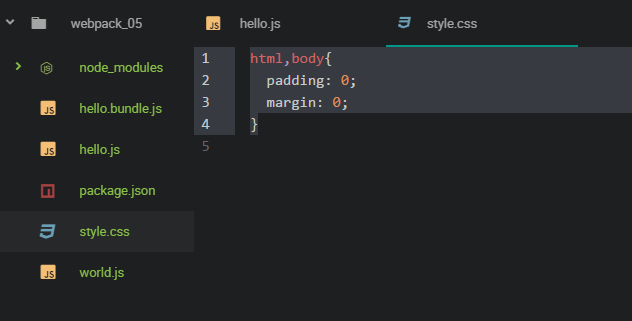 webpack_05
node_modules
hello.bundle.js
hello.js
package.json
style.css
world.js
hello.js
style.css
1 html,body{
2   padding: 0;
3   margin: 0;
4 }
5